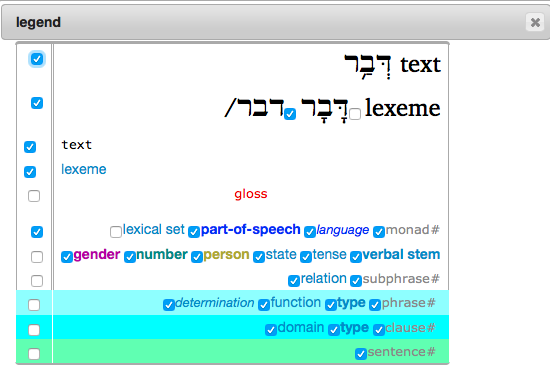 legend
text דְּבַ֥ר
lexeme דָּבָר דבר/
text
lexeme
gloss
lexical set part-of-speech language monad#
gender number person state tense verbal stem
relation subphrase#
determination function type phrase#
domain type clause#
sentence#